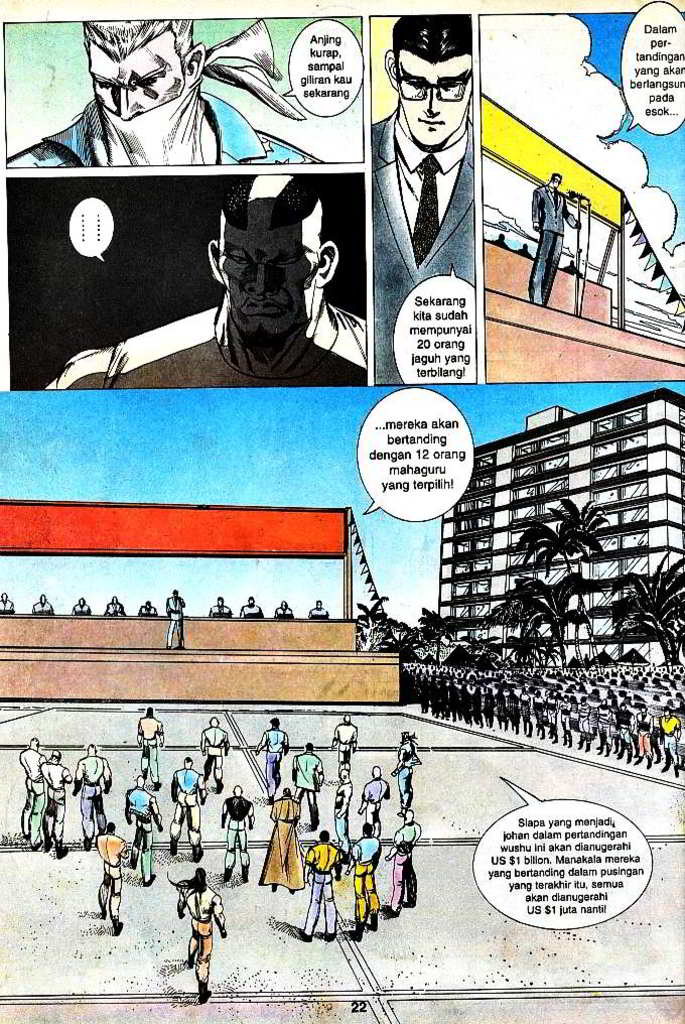 Anjing
kurap,
sampai
giliran kau
sekarang
Sekarang
kita sudah
mempunyai
20 orang
jaguh yang
terbilang!
Dalam
per-
tandingan
yang akan
berlangsung
pada
esok...
...mereka akan
bertanding
dengan 12 orang
mahaguru
yang terpilih!
Siapa yang menjadi
johan dalam pertandingan
akan dianugerahi
US $1 bilion. Manakala mereka
yang bertanding dalam pusingan
yang terakhir itu, semua
akan dianugerahi
US $1 juta nanti!
22